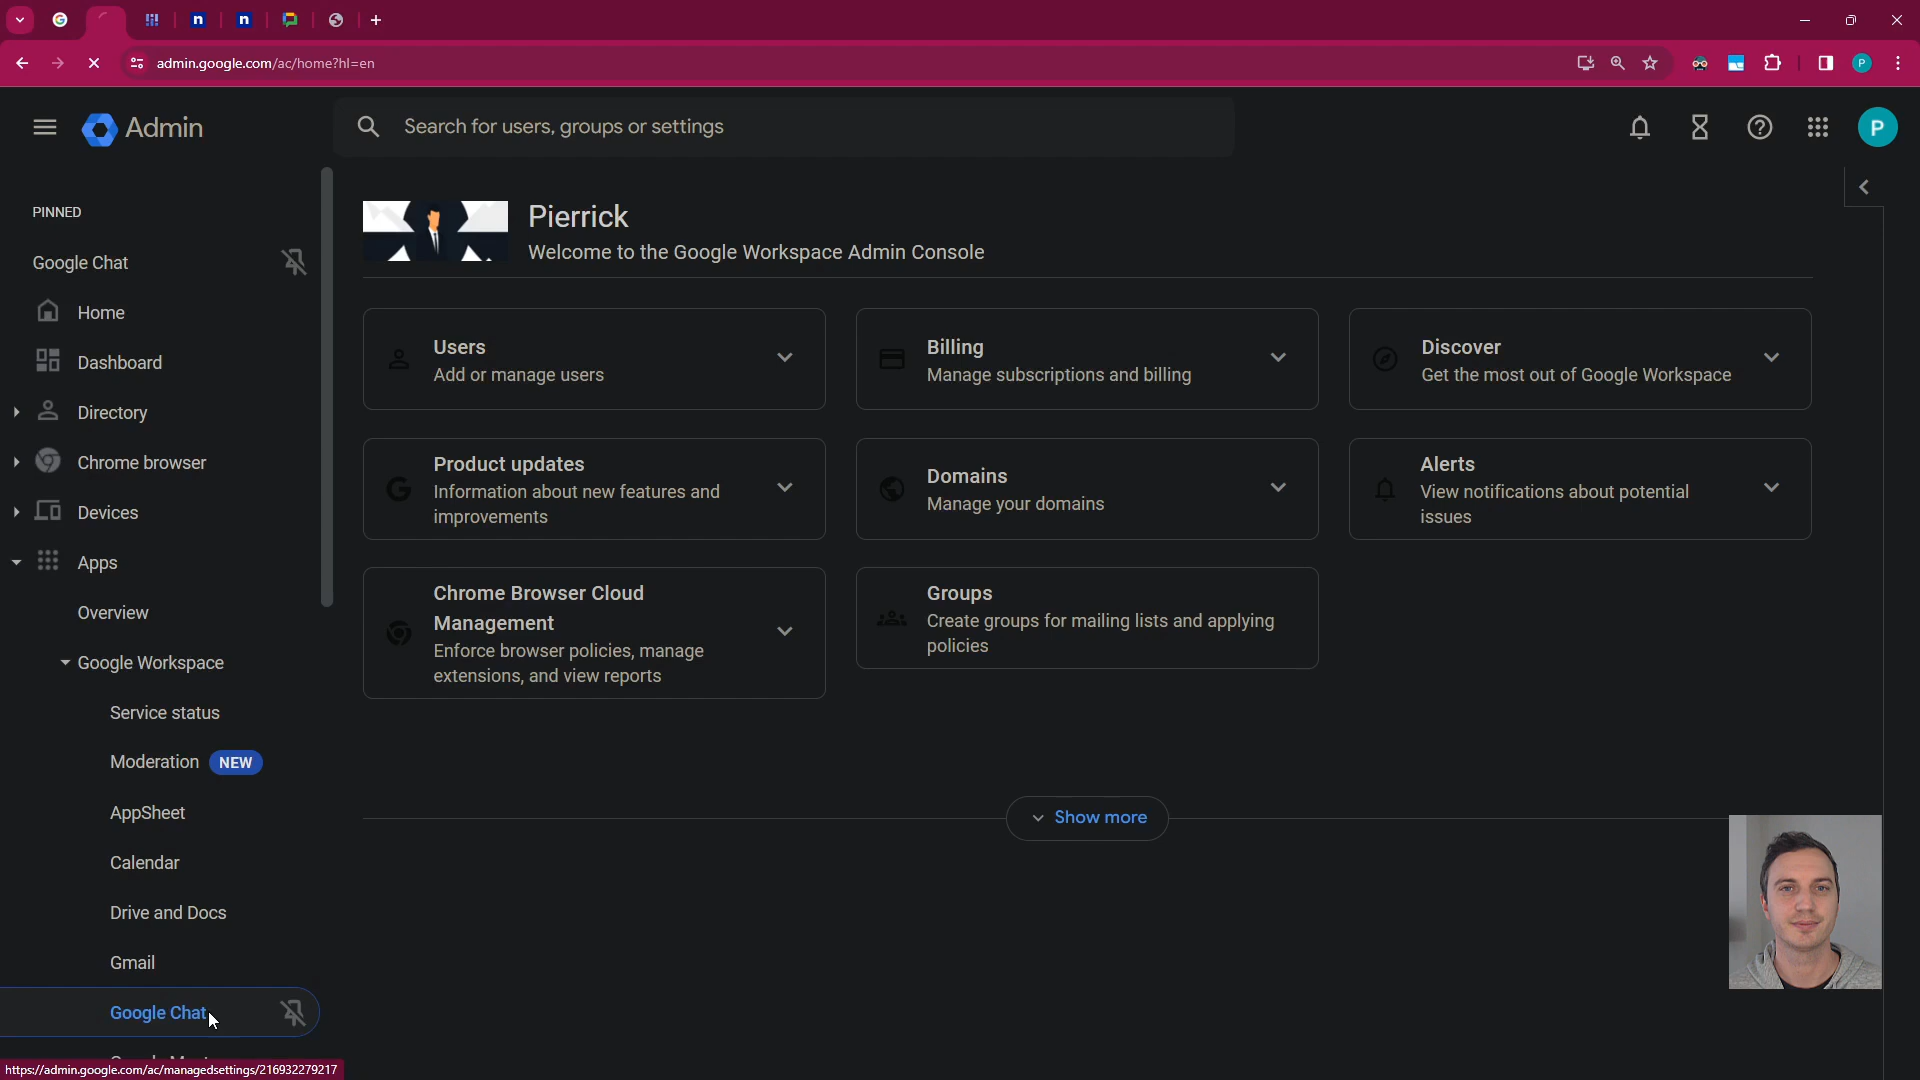 admin.google.com/ac/home?hl=en
P
Admin
Search for users, groups or settings
P
PINNED
Google Chat
Home
Dashboard
Directory
Chrome browser
Devices
Apps
Overview
Google Workspace
Service status
Moderation NEW
AppSheet
Calendar
Drive and Docs
Gmail
Google Chat
https://admin.google.com/ac/managedsettings/216932279217
Pierrick
Welcome to the Google Workspace Admin Console
Users
Add or manage users
Billing
Manage subscriptions and billing
Discover
Get the most out of Google Workspace
Product updates
Information about new features and
improvements
Domains
Manage your domains
Alerts
View notifications about potential
issues
Chrome Browser Cloud
Management
Enforce browser policies, manage
extensions, and view reports
Groups
Create groups for mailing lists and applying
policies
Show more